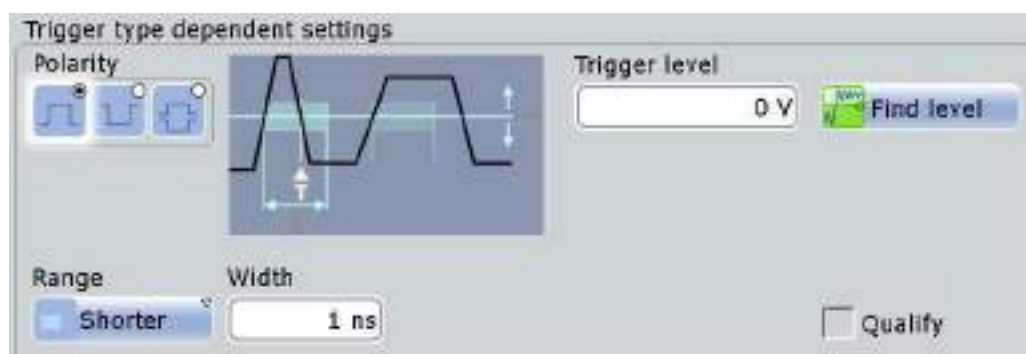 Trigger type dependent settings
Polarity
Trigger level
0 V
Find level
Range
Width
Shorter
1 ns
Qualify